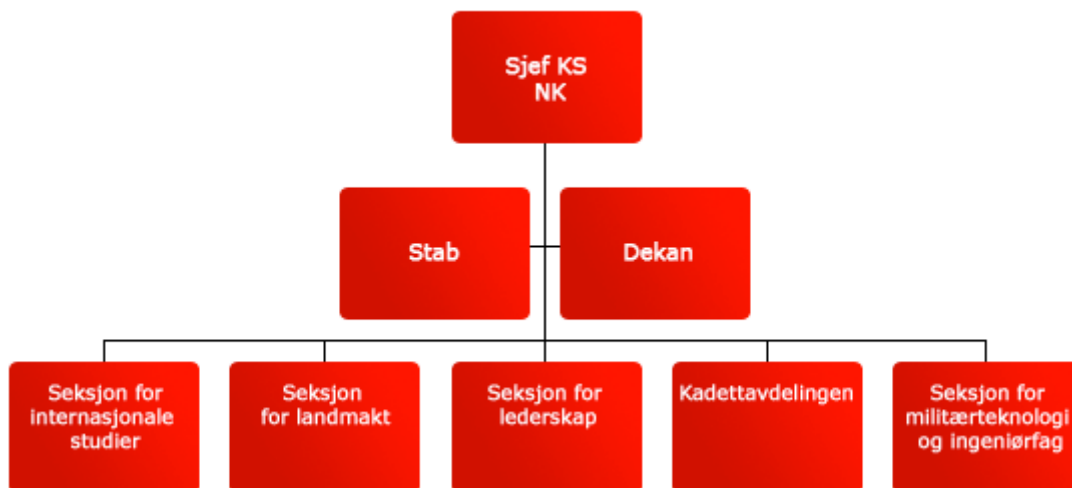 Sjef KS
NK
Stab
Dekan
Seksjon for
internasjonale
studier
Seksjon
for landmakt
Seksjon for
lederskap
Kadettavdelingen
Seksjon for
militærteknologi
og ingeniørfag